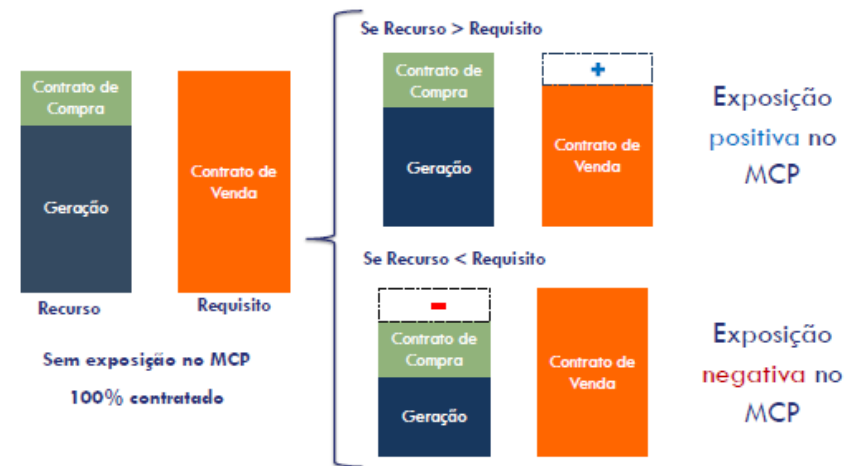 Contrato de
Compra
Geração
Recurso
Contrato de
Venda
Requisito
Sem exposição no MCP
100% contratado
Se Recurso > Requisito
Contrato de
Compra
Geração
+
Contrato de
Venda
Exposição
positiva no
MCP
Se Recurso < Requisito
-
Contrato de
Compra
Geração
Contrato de
Venda
Exposição
negativa no
MCP